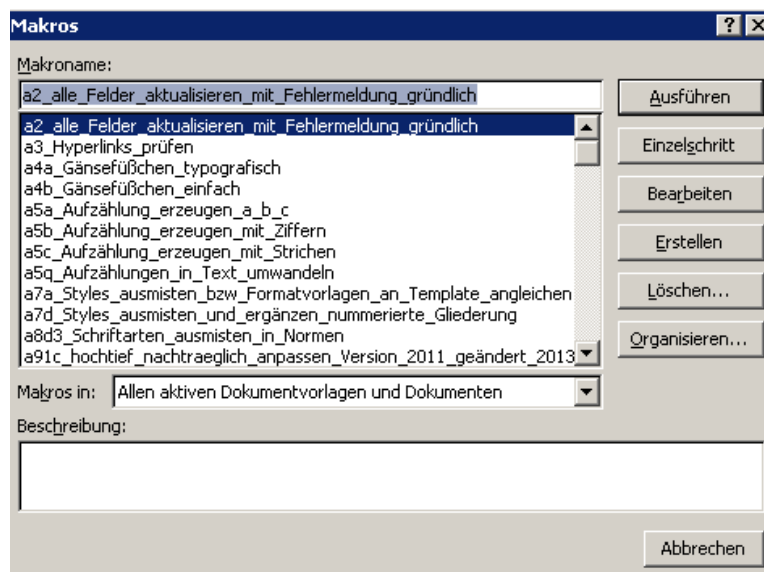 Makros
Makroname:
a2_alle_Felder_aktualisieren_mit_Fehlermeldung_gründlich
Ausführen
a2_alle_Felder_aktualisieren_mit_Fehlermeldung_gründlich
a3_Hyperlinks_prüfen
a4a_Gänsefüßchen_typografisch
a4b_Gänsefüßchen_einfach
a5a_Aufzählung_erzeugen_a_b_c
a5b_Aufzählung_erzeugen_mit_Ziffern
a5c_Aufzählung_erzeugen_mit_Strichen
a5q_Aufzählungen_in_Text_umwandeln
a7a_Styles_ausmisten_bzw_Formatvorlagen_an_Template_angleichen
a7d_Styles_ausmisten_und_ergänzen_nummerierte_Gliederung
a8d3_Schriftarten_ausmisten_in_Normen
a91c_hochtief_nachtraeglich_anpassen_Version_2011_geändert_2013
Einzelschritt
Bearbeiten
Erstellen
Löschen...
Organisieren...
Makros in: Allen aktiven Dokumentvorlagen und Dokumenten
Beschreibung:
Abbrechen